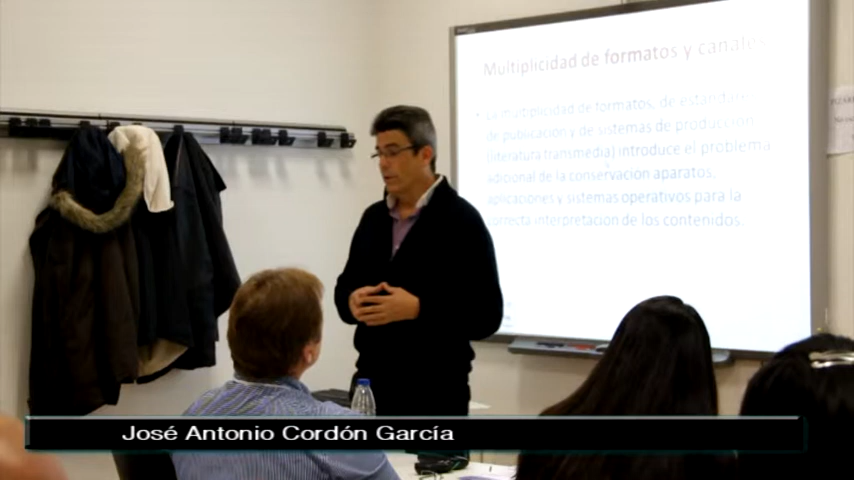 Multiplicidad de formatos y canales
• La multiplicidad de formatos, de estándares
de publicación y de sistemas de producción
(literatura transmedia) introduce el problema
adicional de la conservación aparatos,
aplicaciones y sistemas operativos para la
correcta interpretación de los contenidos.
José Antonio Cordón García